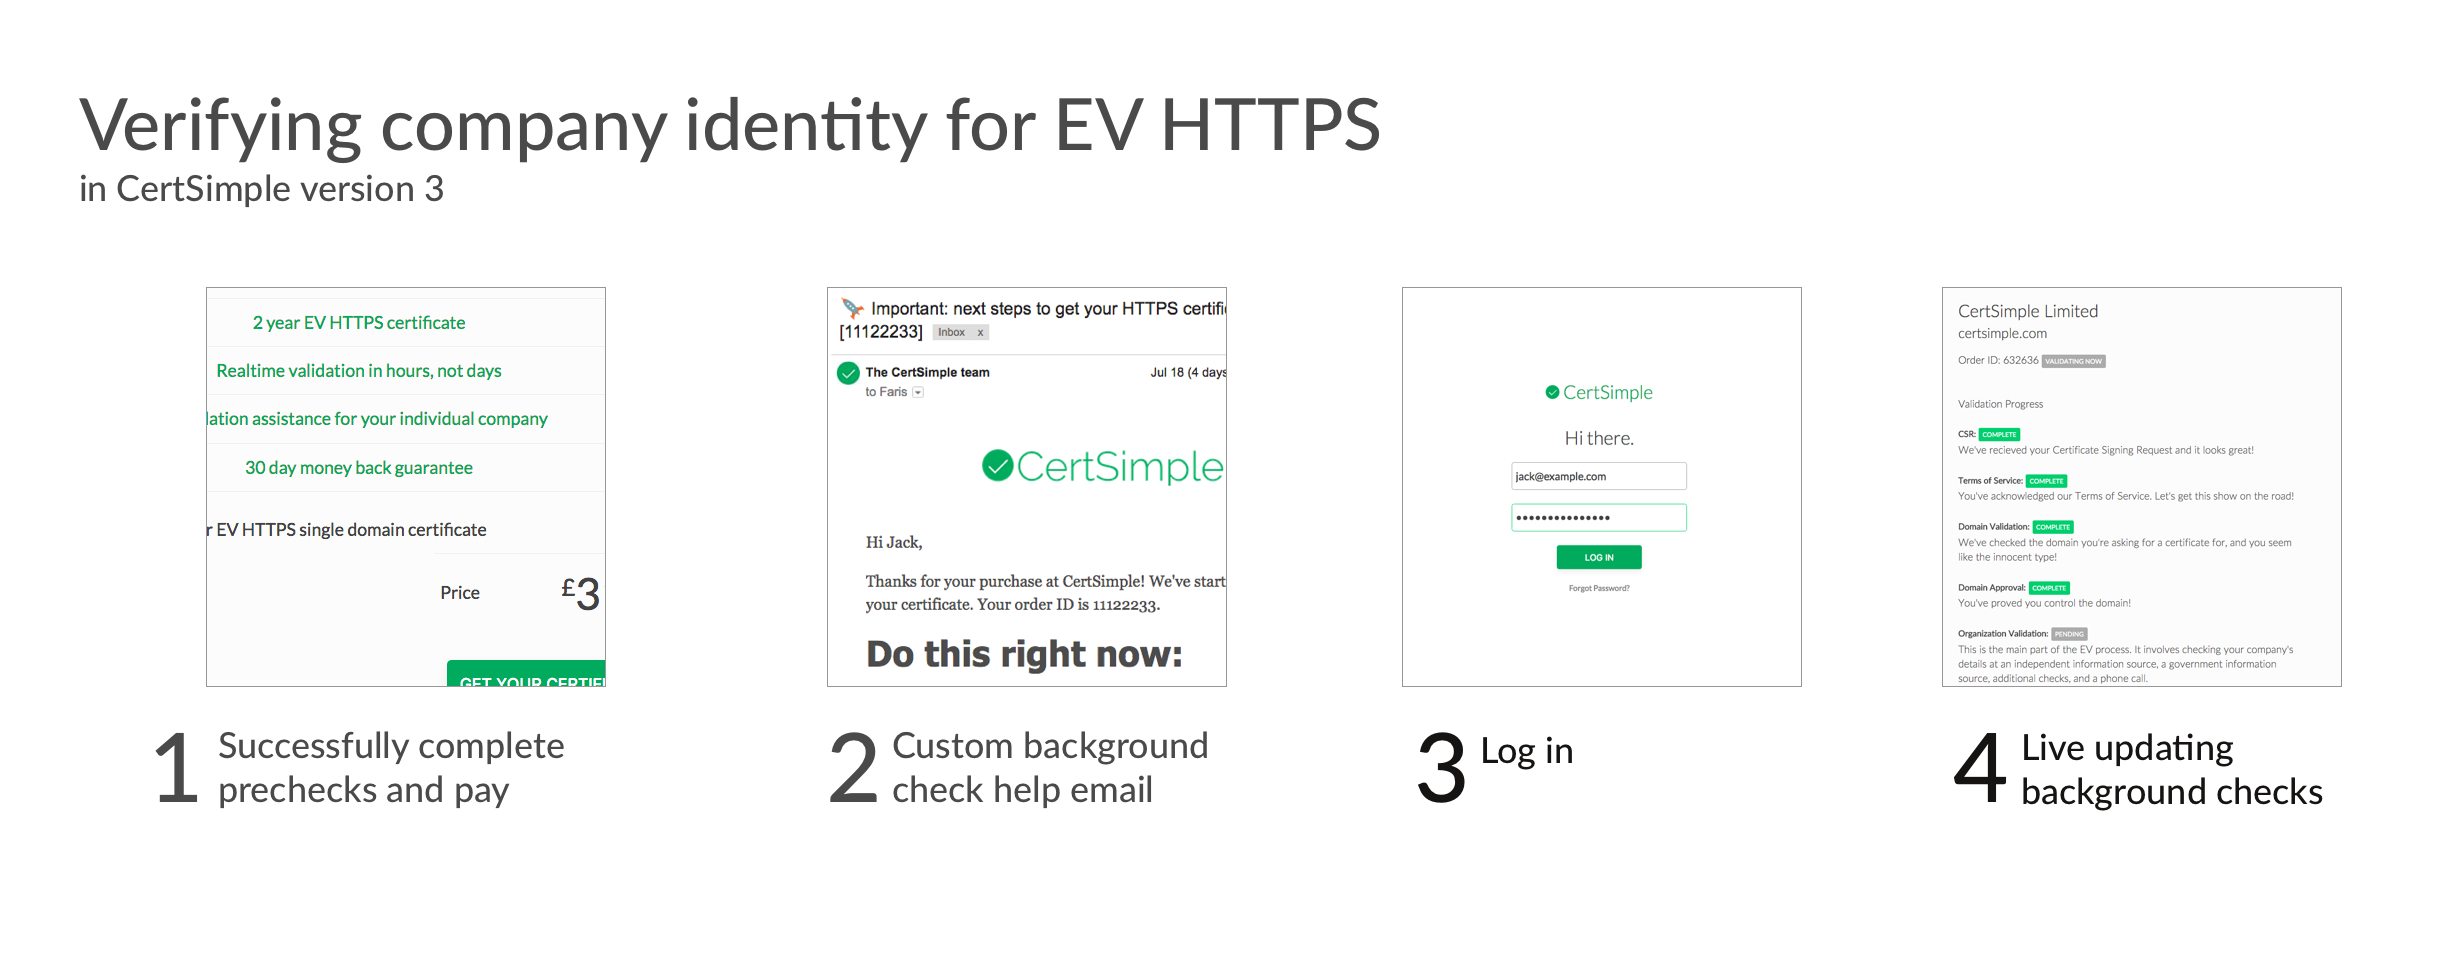 Verifying company identity for EV HTTPS
in CertSimple version 3
2 year EV HTTPS certificate
Realtime validation in hours, not days
lation assistance for your individual company
30 day money back guarantee
r EV HTTPS single domain certificate
Price £3
GET YOUR CERTIFI
1 Successfully complete
prechecks and pay
Important: next steps to get your HTTPS certific
[11122233] Inbox x
The CertSimple team Jul 18 (4 days
to Faris
CertSimple
Hi Jack,
Thanks for your purchase at CertSimple! We've start
your certificate. Your order ID is 11122233.
Do this right now:
2 Custom background
check help email
CertSimple
Hi there.
jack@example.com
LOG IN
Forgot Password?
3 Log in
CertSimple Limited
certsimple.com
Order ID: 632636 VALIDATING NOW
Validation Progress
CSR: COMPLETE
We've recieved your Certificate Signing Request and it looks great!
Terms of Service: COMPLETE
You've acknowledged our Terms of Service. Let's get this show on the road!
Domain Validation: COMPLETE
We've checked the domain you're asking for a certificate for, and you seem
like the innocent type!
Domain Approval: COMPLETE
You've proved you control the domain!
Organization Validation: PENDING
This is the main part of the EV process. It involves checking your company's
details at an independent information source, a government information
source, additional checks, and a phone call.
4 Live updating
background checks